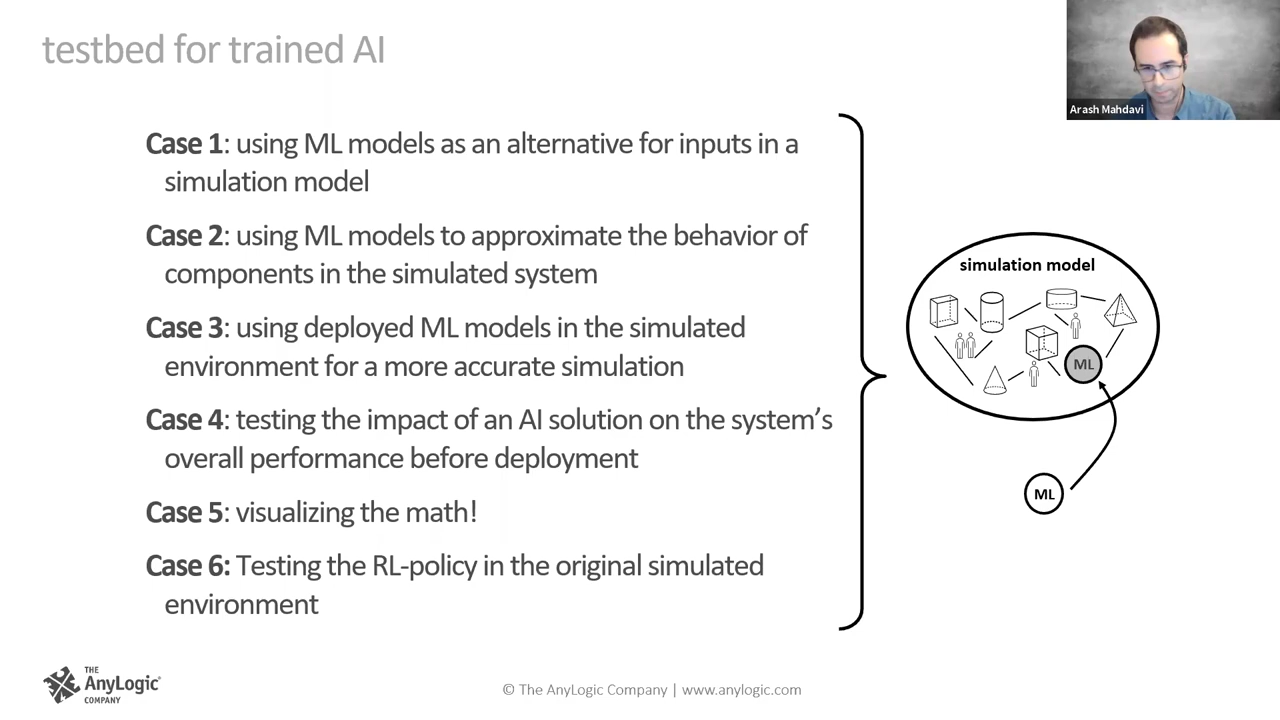 testbed for trained AI
Arash Mahdavi
Case 1: using ML models as an alternative for inputs in a
simulation model
Case 2: using ML models to approximate the behavior of
components in the simulated system
Case 3: using deployed ML models in the simulated
environment for a more accurate simulation
Case 4: testing the impact of an AI solution on the system’s
overall performance before deployment
Case 5: visualizing the math!
Case 6: Testing the RL-policy in the original simulated
environment
simulation model
ML
ML
THE
AnyLogic
COMPANY
© The AnyLogic Company | www.anylogic.com